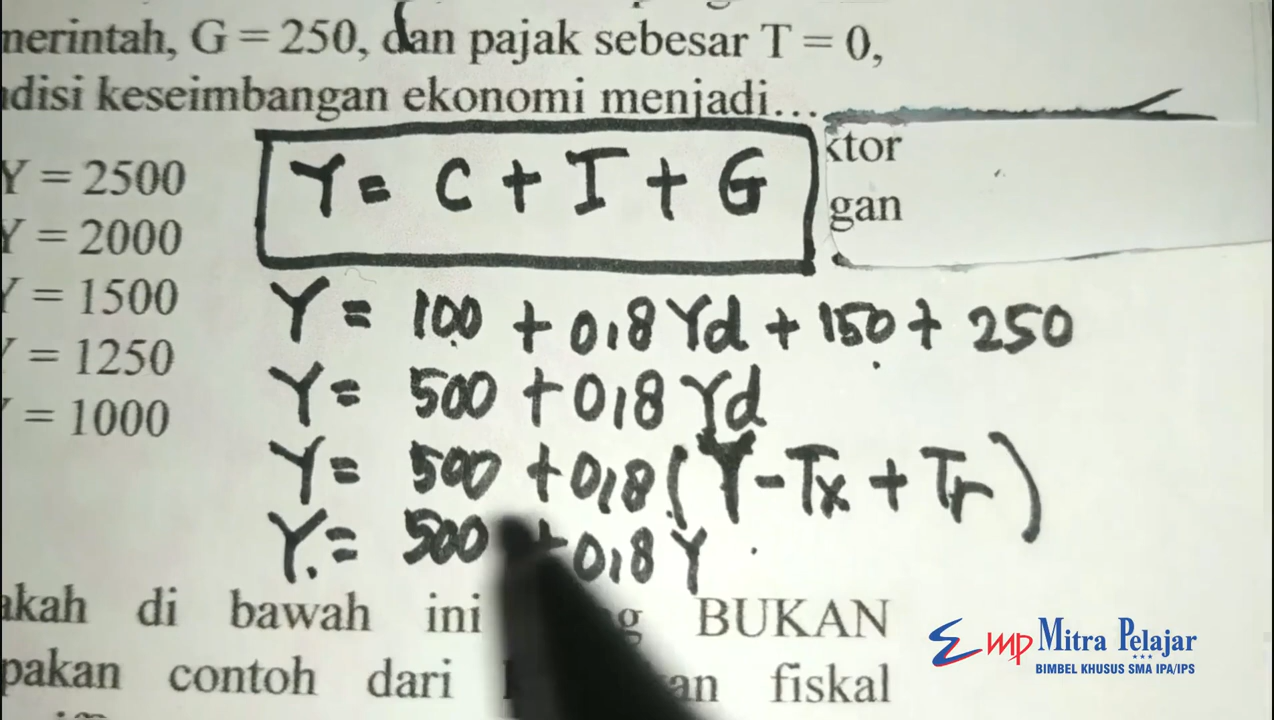 merintah, G = 250, dan pajak sebesar T = 0,
disi keseimbangan ekonomi menjadi...
Y = C + I + G
ktor
gan
Y = 2500
Y = 2000
Y = 1500
Y = 1250
Y = 1000
Y = 100 + 0,8 Yd + 150 + 250
Y = 500 + 0,8 Yd
Y = 500 + 0,8 (Y - Tx + Tr)
Y = 500 + 0,8 Y
akah di bawah ini BUKAN
pakan contoh dari an fiskal
Emp Mitra Pelajar
BIMBEL KHUSUS SMA IPA/IPS